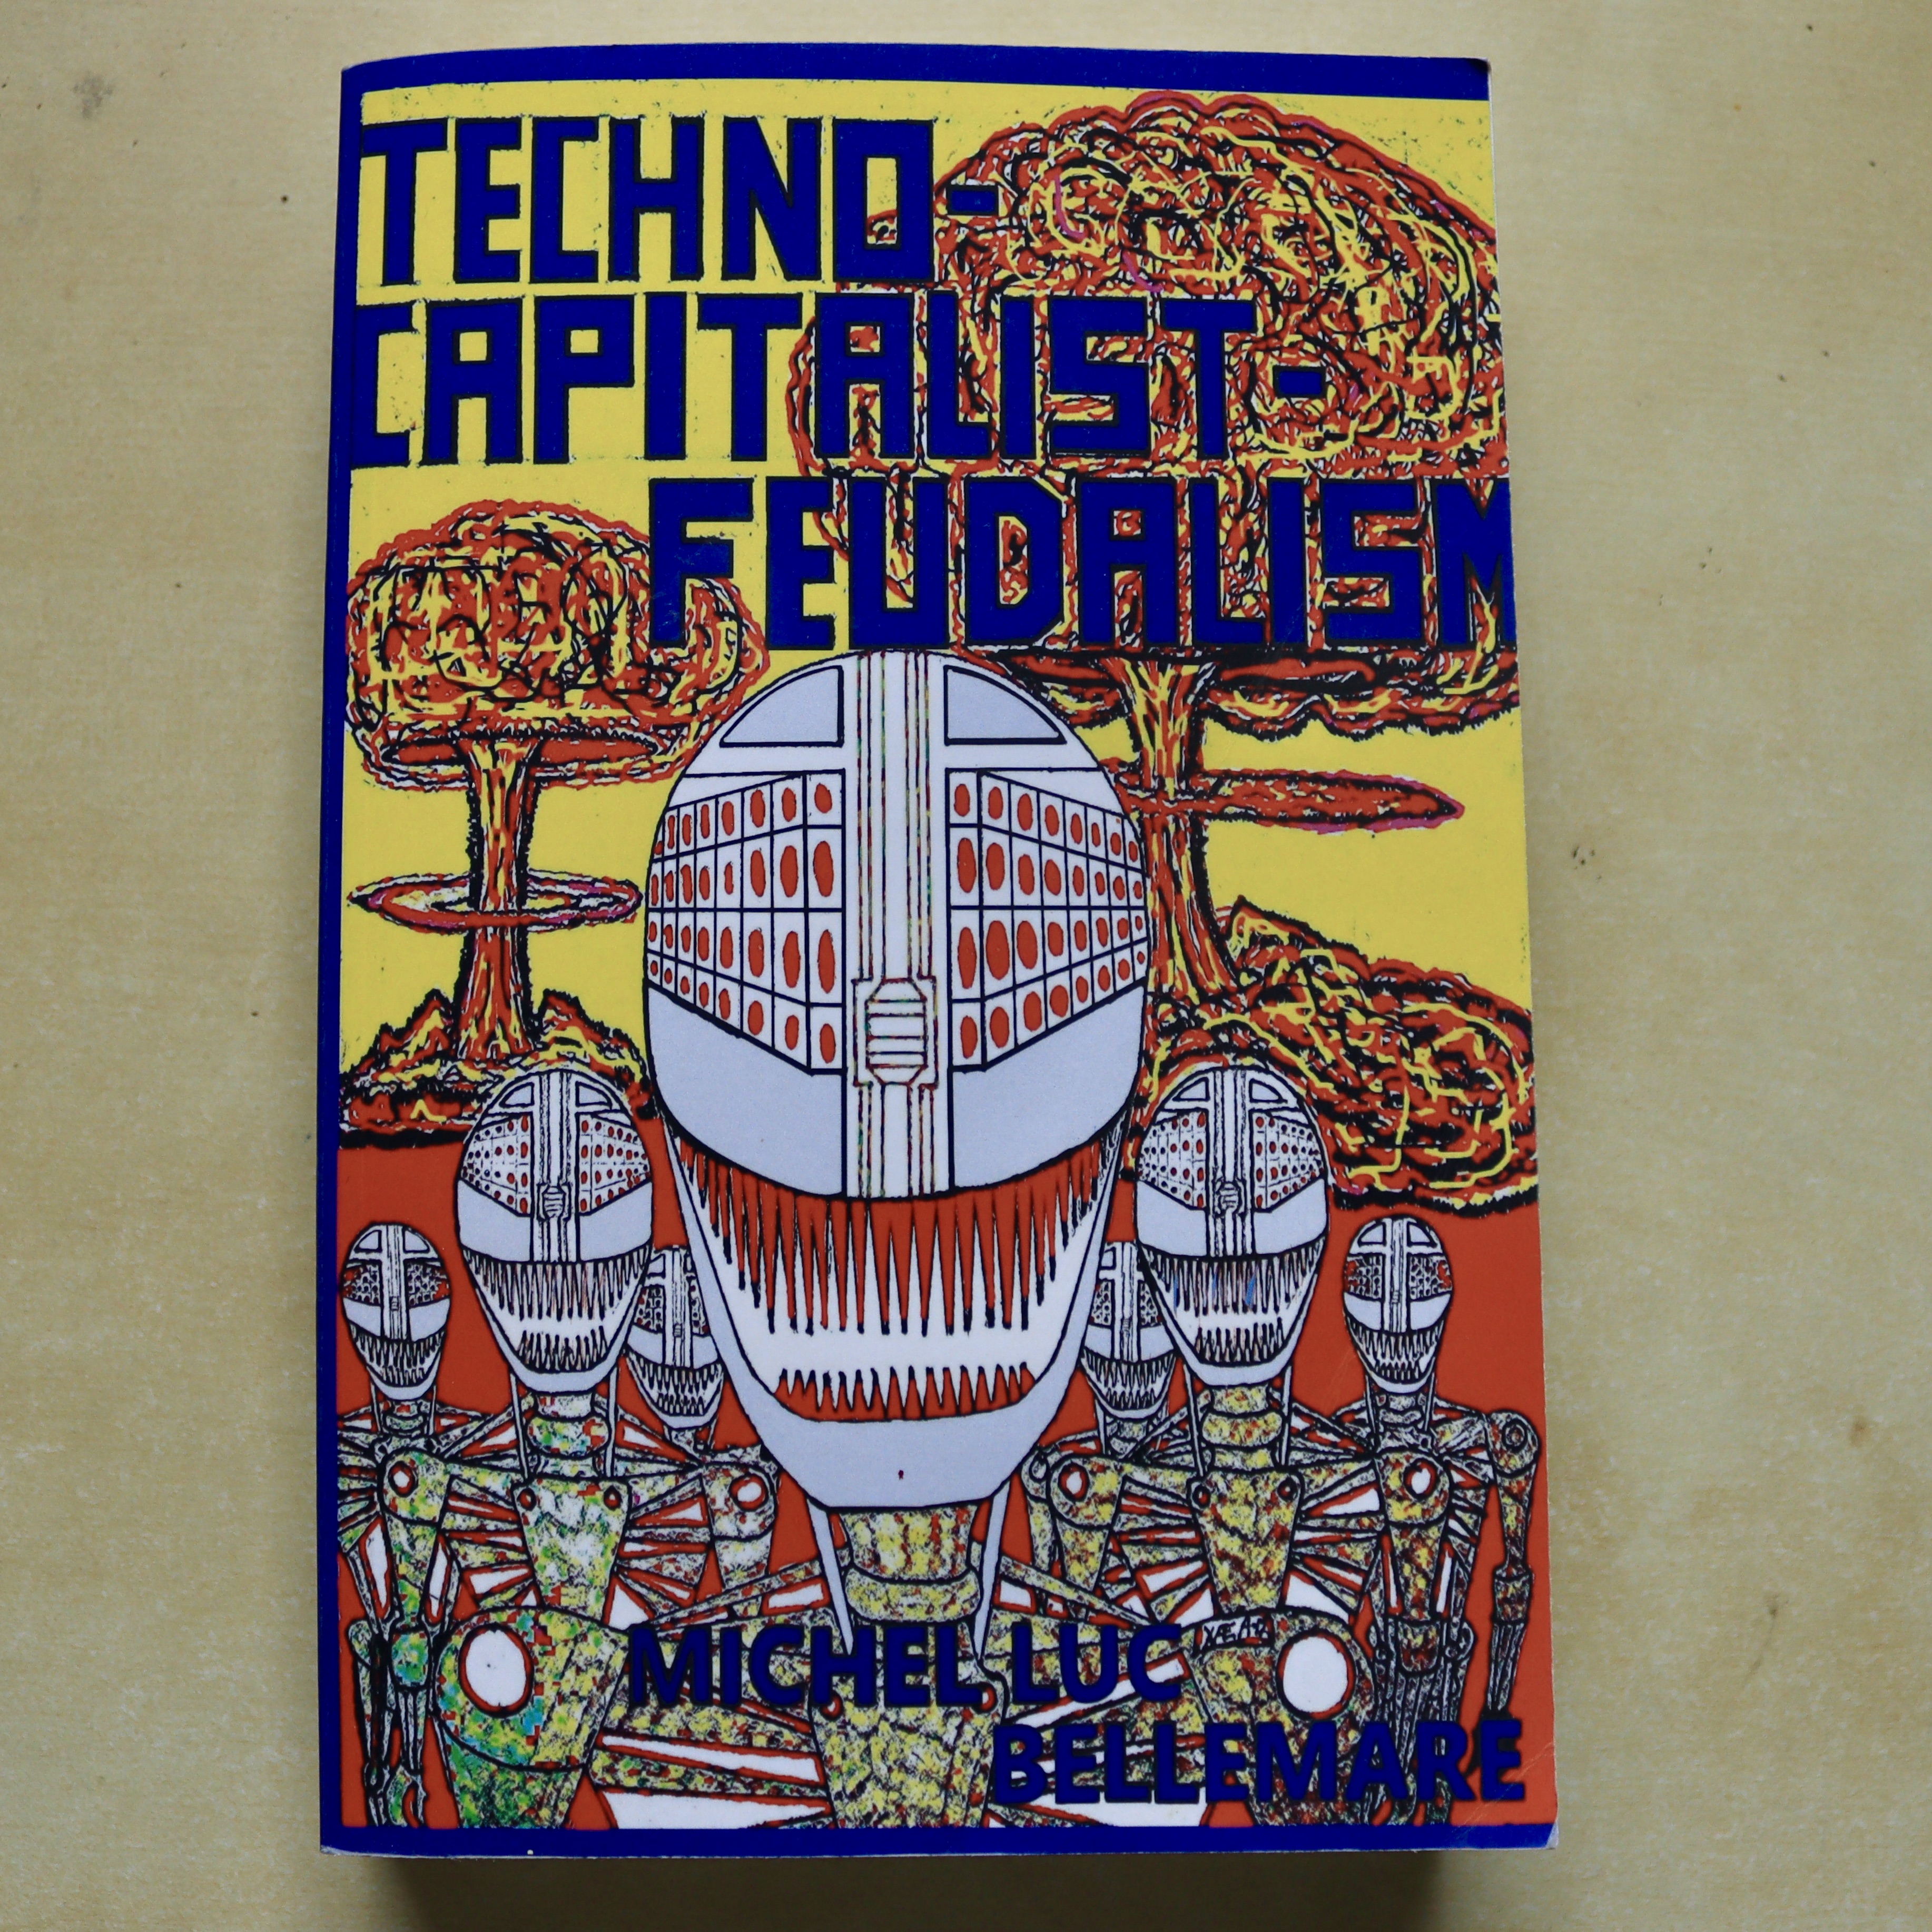 TECHNO-
CAPITALIST-
FEUDALISM
MICHEL LUC
BELLEMARE